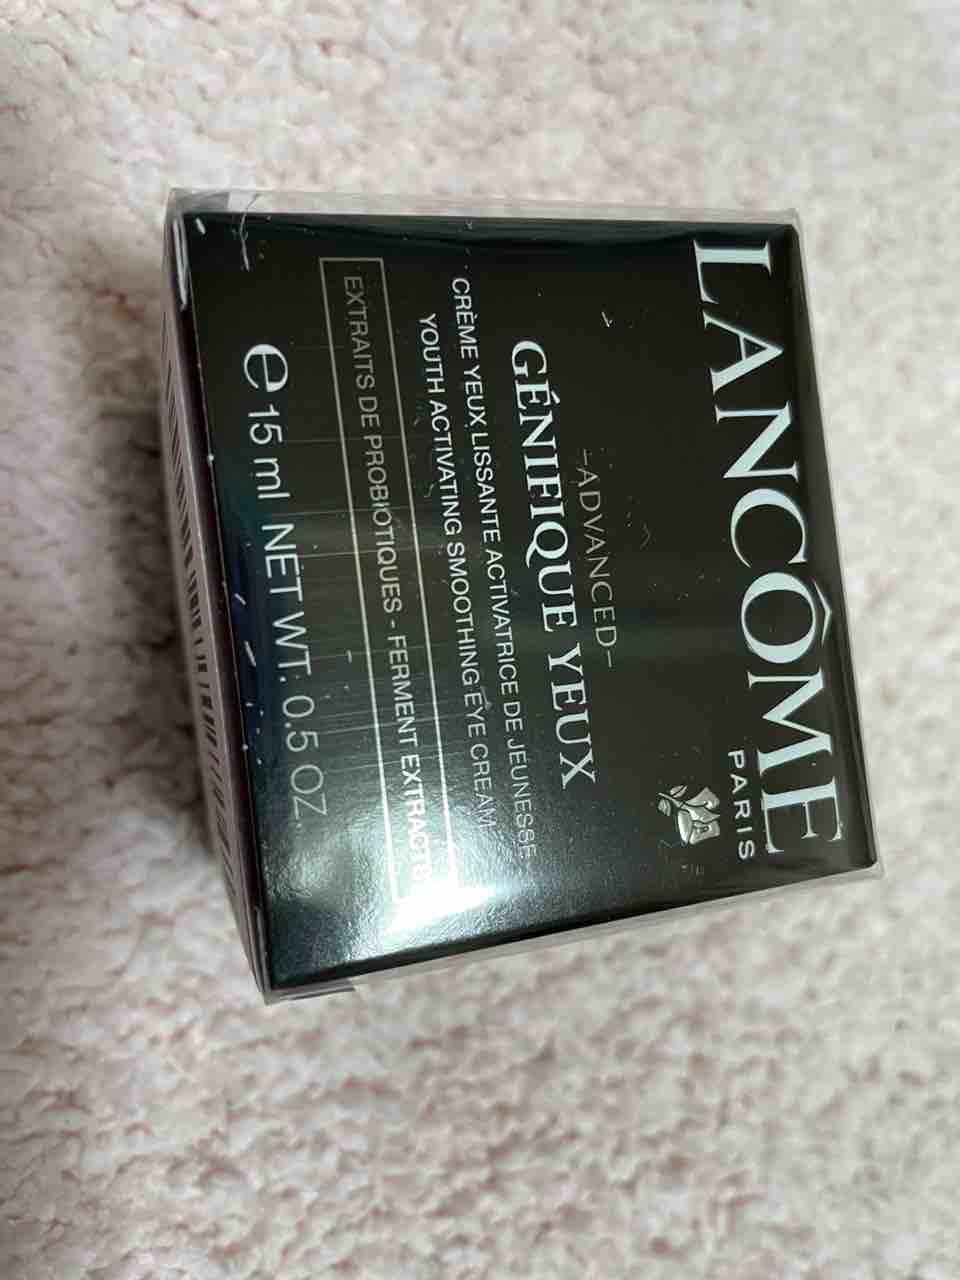 LANCÔME
PARIS
-ADVANCED-
GÉNIFIQUE YEUX
CRÈME YEUX LISSANTE ACTIVATRICE DE JEUNESSE
YOUTH ACTIVATING SMOOTHING EYE CREAM
EXTRAITS DE PROBIOTIQUES - FERMENT EXTRACTS
℮ 15 ml NET WT. 0.5 OZ.